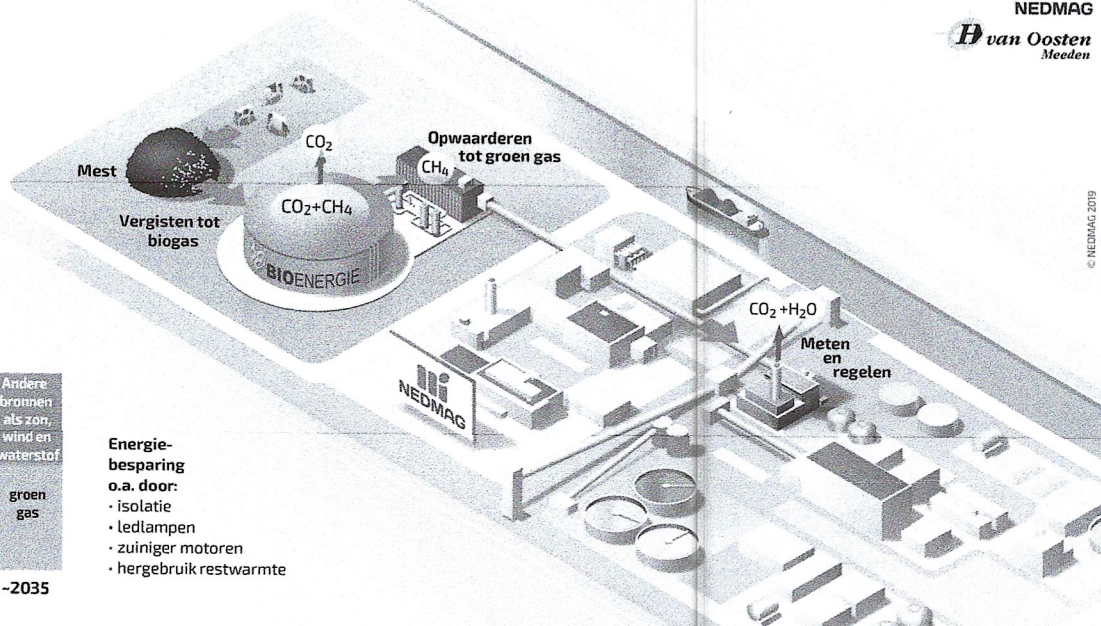 NEDMAG
H van Oosten
Meeden
CO₂
Opwaarderen
tot groen gas
CH₄
Mest
CO₂+CH₄
Vergisten tot
biogas
BIOENERGIE
© NEDMAG 2019
CO₂+H₂O
Meten
en
regelen
NEDMAG
Andere
bronnen
als zon,
wind en
waterstof
groen
gas
~2035
Energie-
besparing
o.a. door:
· isolatie
· ledlampen
· zuiniger motoren
· hergebruik restwarmte